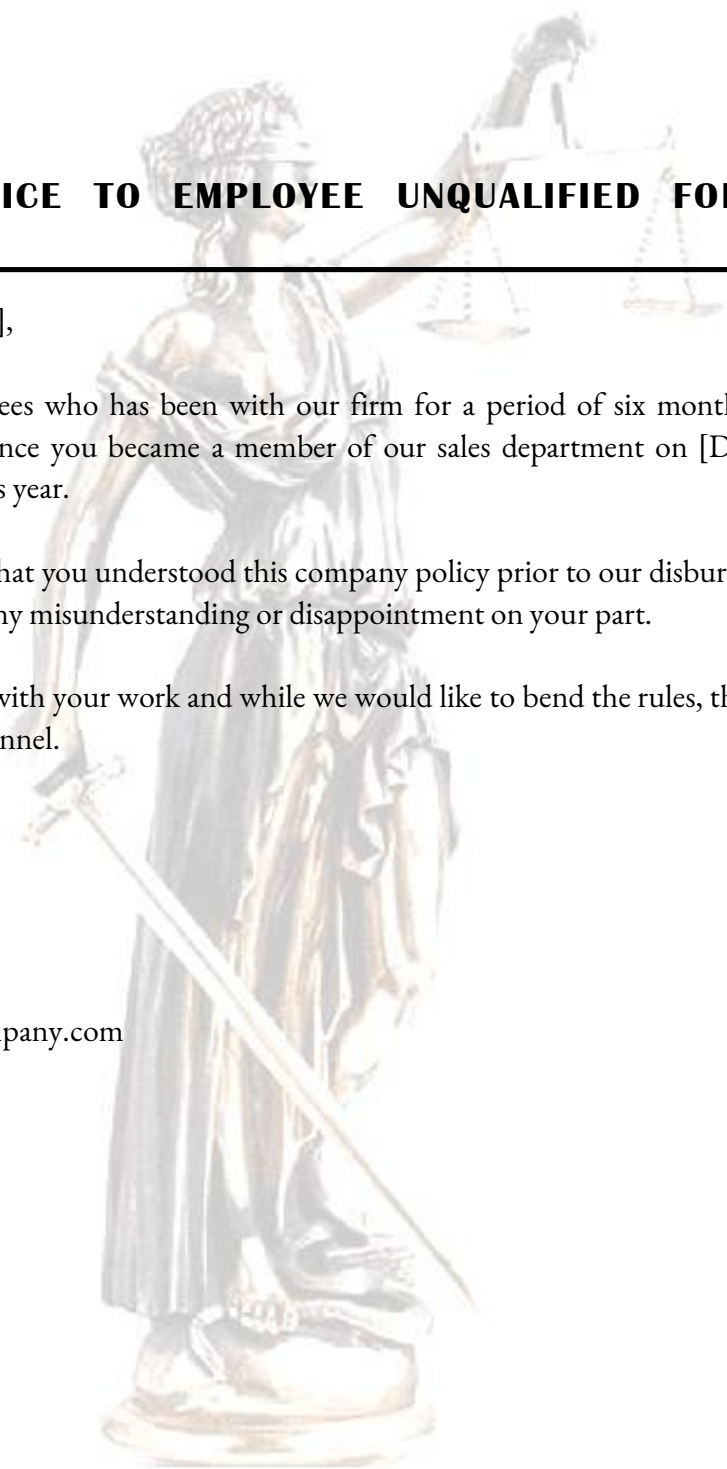 ICE TO EMPLOYEE UNQUALIFIED FO
],
ees who has been with our firm for a period of six month
nce you became a member of our sales department on [D
s year.
hat you understood this company policy prior to our disbur
ny misunderstanding or disappointment on your part.
with your work and while we would like to bend the rules, th
nnel.
pany.com